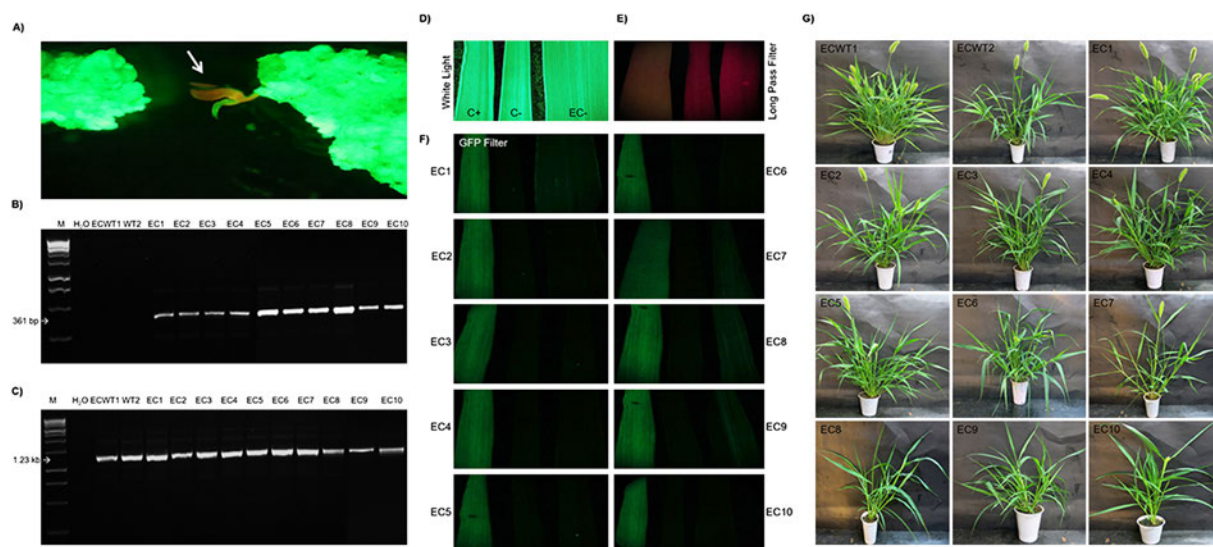 A)
B)
M H₂O ECWT1 WT2 EC1 EC2 EC3 EC4 EC5 EC6 EC7 EC8 EC9 EC10
361 bp
C)
M H₂O ECWT1 WT2 EC1 EC2 EC3 EC4 EC5 EC6 EC7 EC8 EC9 EC10
1.23 kb
D)
White Light
C+ C- EC-
E)
Long Pass Filter
F)
GFP Filter
EC1 EC6
EC2 EC7
EC3 EC8
EC4 EC9
EC5 EC10
G)
ECWT1 ECWT2 EC1
EC2 EC3 EC4
EC5 EC6 EC7
EC8 EC9 EC10